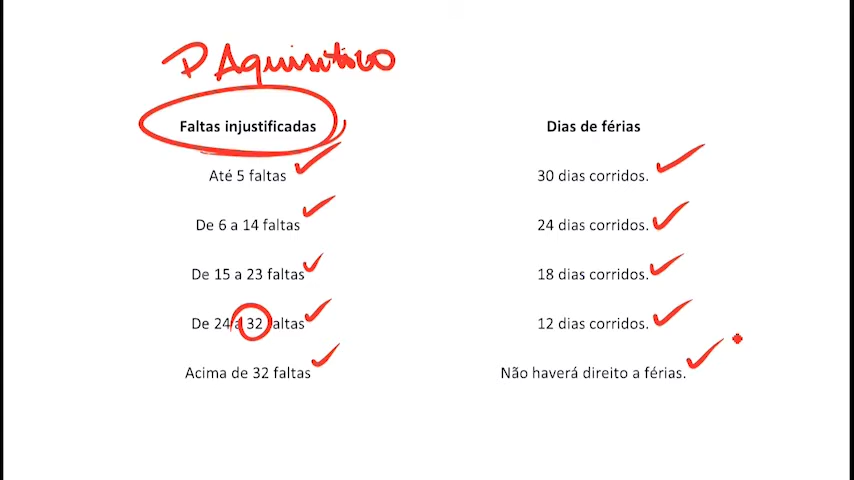 P Aquisitivo
Faltas injustificadas Dias de férias
Até 5 faltas 30 dias corridos.
De 6 a 14 faltas 24 dias corridos.
De 15 a 23 faltas 18 dias corridos.
De 24 a 32 faltas 12 dias corridos.
Acima de 32 faltas Não haverá direito a férias.